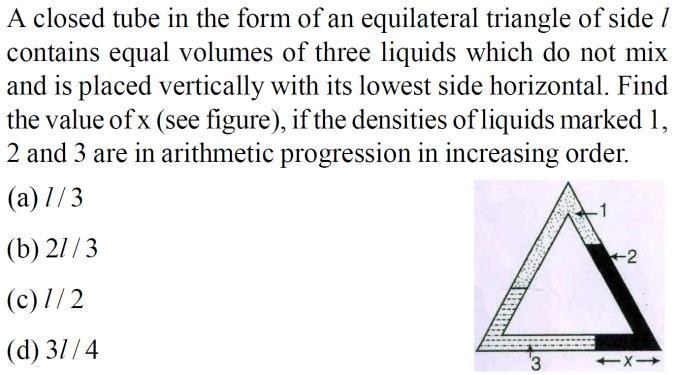 A closed tube in the form of an equilateral triangle of side l
contains equal volumes of three liquids which do not mix
and is placed vertically with its lowest side horizontal. Find
the value of x (see figure), if the densities of liquids marked 1,
2 and 3 are in arithmetic progression in increasing order.
(a) l / 3
(b) 2l / 3
(c) l / 2
(d) 3l / 4
1
2
3
x